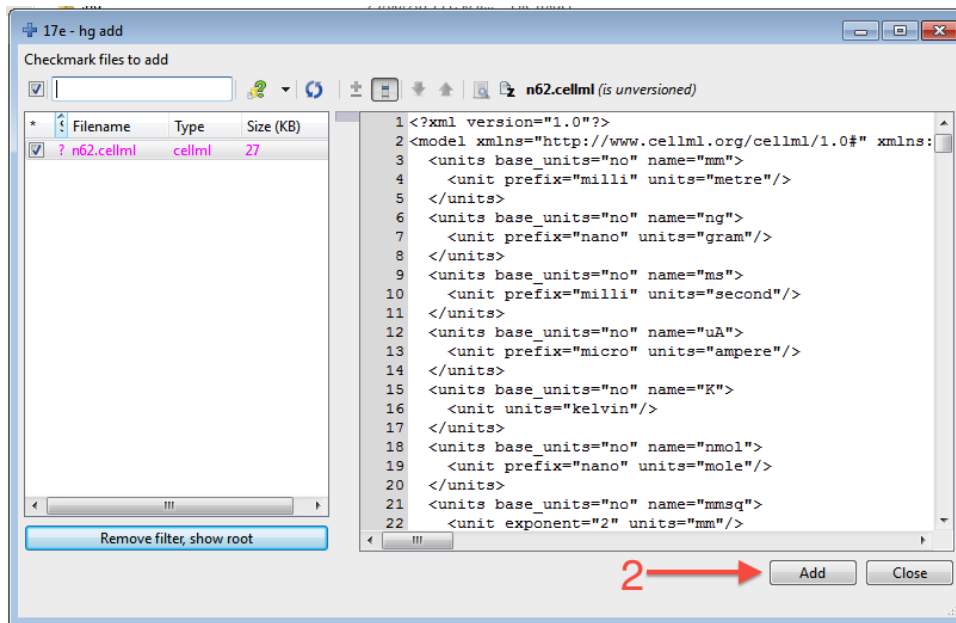 17e - hg add
Checkmark files to add
n62.cellml (is unversioned)
* Filename Type Size (KB)
? n62.cellml cellml 27
1 <?xml version="1.0"?>
2 <model xmlns="http://www.cellml.org/cellml/1.0#" xmlns:
3 <units base_units="no" name="mm">
4 <unit prefix="milli" units="metre"/>
5 </units>
6 <units base_units="no" name="ng">
7 <unit prefix="nano" units="gram"/>
8 </units>
9 <units base_units="no" name="ms">
10 <unit prefix="milli" units="second"/>
11 </units>
12 <units base_units="no" name="uA">
13 <unit prefix="micro" units="ampere"/>
14 </units>
15 <units base_units="no" name="K">
16 <unit units="kelvin"/>
17 </units>
18 <units base_units="no" name="nmol">
19 <unit prefix="nano" units="mole"/>
20 </units>
21 <units base_units="no" name="mmsq">
22 <unit exponent="2" units="mm"/>
Remove filter, show root
2
Add Close